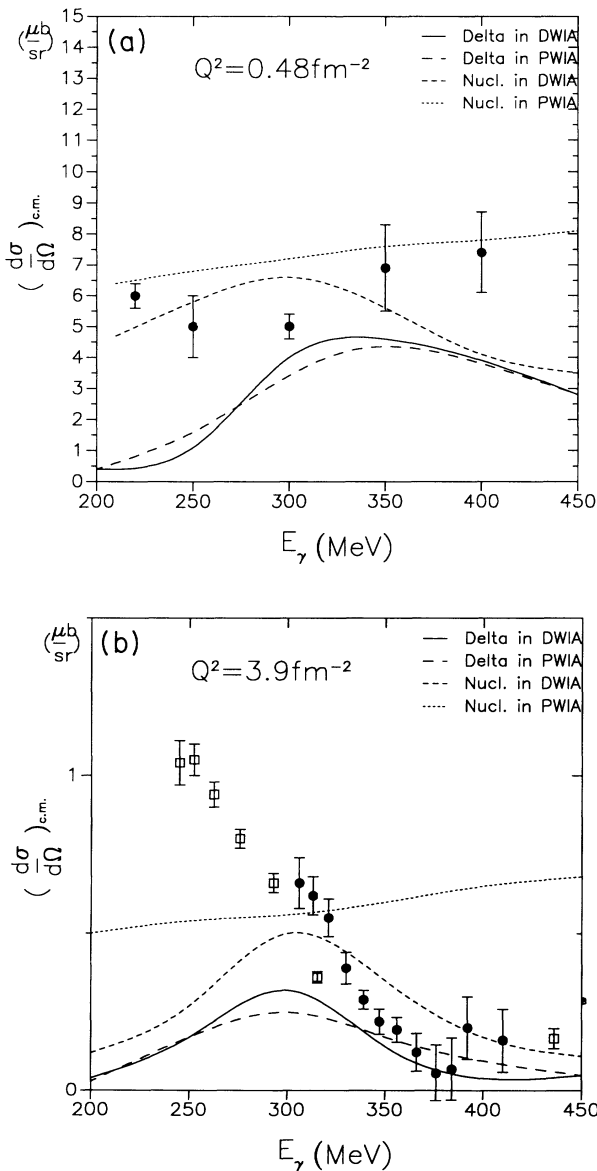 (μb/sr)
(a)
Q²=0.48fm⁻²
Delta in DWIA
Delta in PWIA
Nucl. in DWIA
Nucl. in PWIA
15
14
13
12
11
10
9
8
7
6
5
4
3
2
1
0
(dσ/dΩ)c.m.
200 250 300 350 400 450
Eγ (MeV)
(μb/sr)
(b)
Q²=3.9fm⁻²
Delta in DWIA
Delta in PWIA
Nucl. in DWIA
Nucl. in PWIA
1
0
(dσ/dΩ)c.m.
200 250 300 350 400 450
Eγ (MeV)